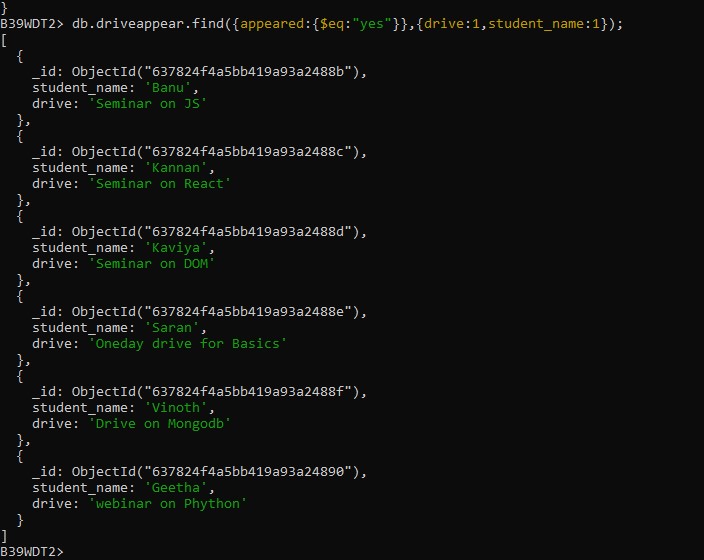 }
B39WDT2> db.driveappear.find({appeared:{$eq:"yes"}},{drive:1,student_name:1});
[
  {
    _id: ObjectId("637824f4a5bb419a93a2488b"),
    student_name: 'Banu',
    drive: 'Seminar on JS'
  },
  {
    _id: ObjectId("637824f4a5bb419a93a2488c"),
    student_name: 'Kannan',
    drive: 'Seminar on React'
  },
  {
    _id: ObjectId("637824f4a5bb419a93a2488d"),
    student_name: 'Kaviya',
    drive: 'Seminar on DOM'
  },
  {
    _id: ObjectId("637824f4a5bb419a93a2488e"),
    student_name: 'Saran',
    drive: 'Oneday drive for Basics'
  },
  {
    _id: ObjectId("637824f4a5bb419a93a2488f"),
    student_name: 'Vinoth',
    drive: 'Drive on Mongodb'
  },
  {
    _id: ObjectId("637824f4a5bb419a93a24890"),
    student_name: 'Geetha',
    drive: 'webinar on Phython'
  }
]
B39WDT2>